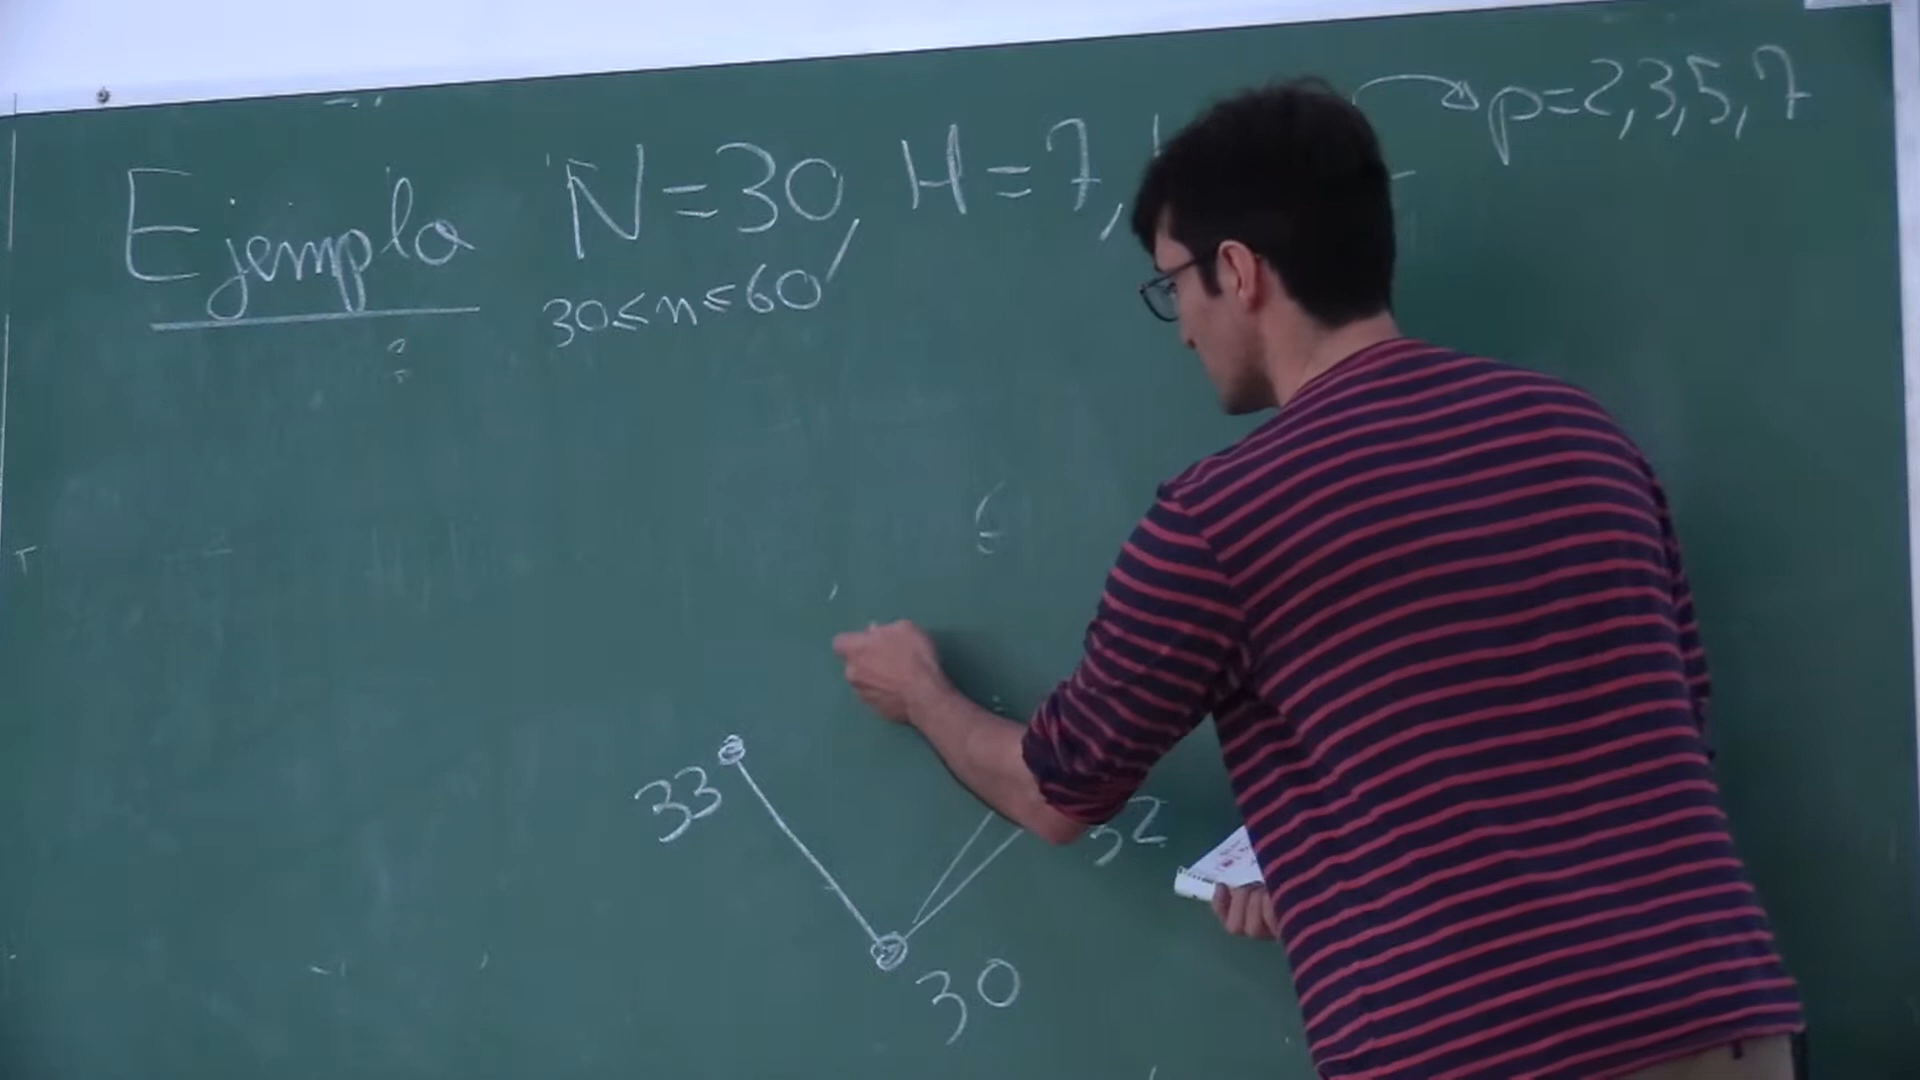 Ejemplo N=30, H=7,
p=2,3,5,7
30≤n≤60
33
32
30